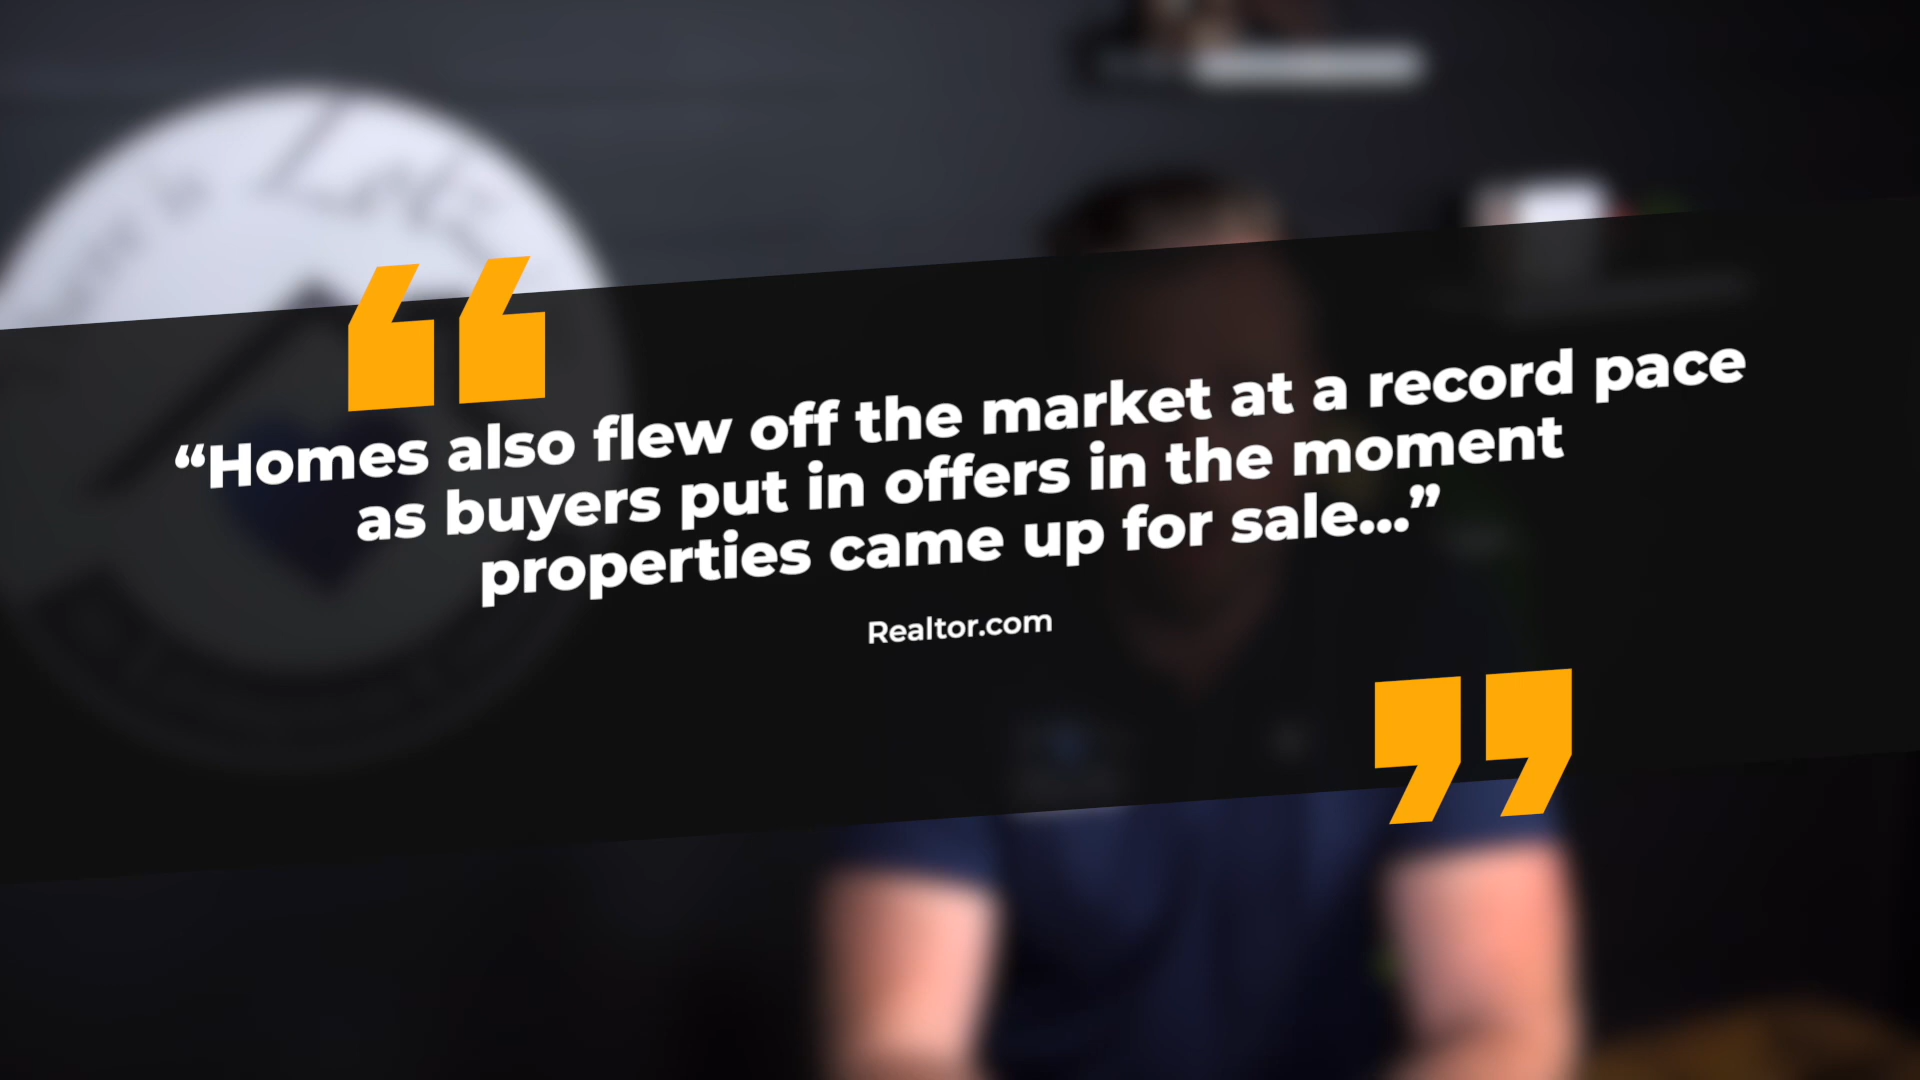 “Homes also flew off the market at a record pace
as buyers put in offers in the moment
properties came up for sale...”
Realtor.com